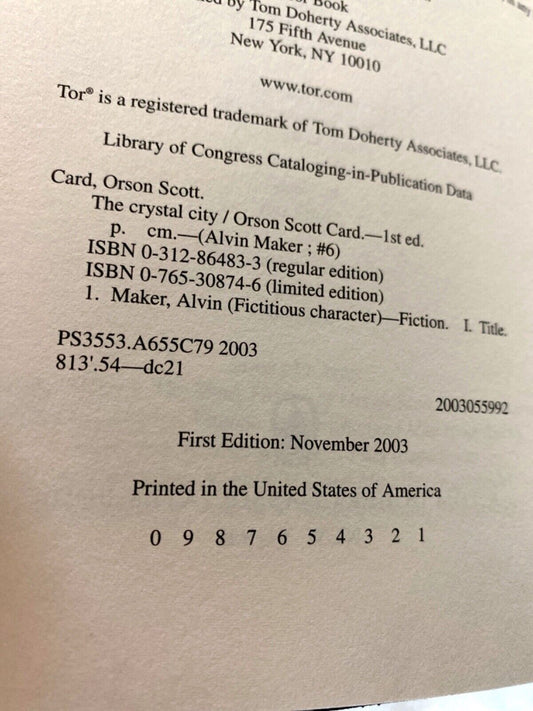 Book
by Tom Doherty Associates, LLC
175 Fifth Avenue
New York, NY 10010
www.tor.com
Tor® is a registered trademark of Tom Doherty Associates, LLC.
Library of Congress Cataloging-in-Publication Data
Card, Orson Scott.
The crystal city / Orson Scott Card.—1st ed.
p. cm.—(Alvin Maker ; #6)
ISBN 0-312-86483-3 (regular edition)
ISBN 0-765-30874-6 (limited edition)
1. Maker, Alvin (Fictitious character)—Fiction. I. Title.
PS3553.A655C79 2003
813'.54—dc21
2003055992
First Edition: November 2003
Printed in the United States of America
0 9 8 7 6 5 4 3 2 1